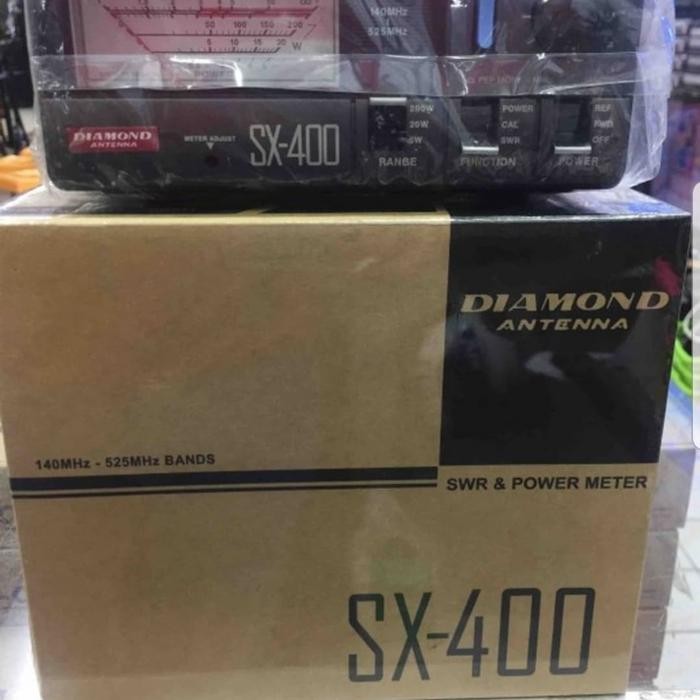 50 100 150 200
5 10 15 20 W
140MHz
525MHz
DIAMOND
ANTENNA
METER ADJUST
SX-400
RANGE
200W
20W
5W
FUNCTION
POWER
CAL
SWR
POWER
REF
FWD
OFF
DIAMOND
ANTENNA
140MHz - 525MHz BANDS
SWR & POWER METER
SX-400